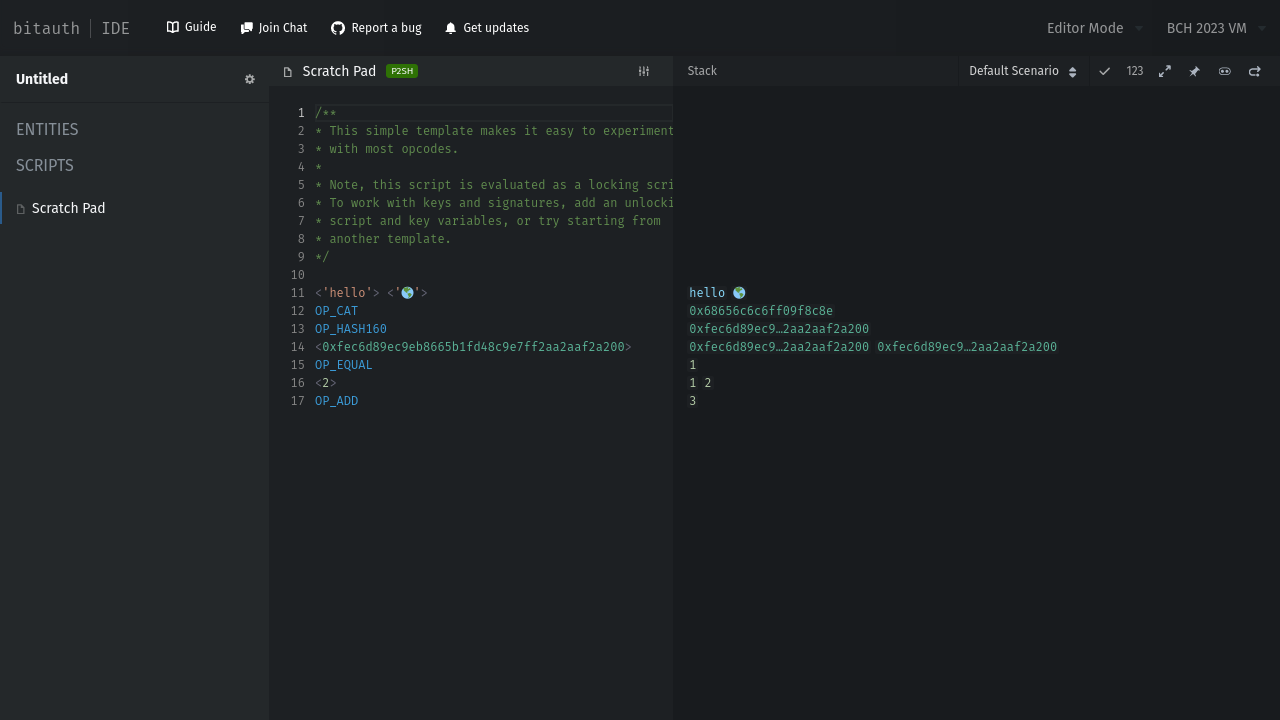 bitauth | IDE Guide Join Chat Report a bug Get updates Editor Mode BCH 2023 VM
Untitled
ENTITIES
SCRIPTS
Scratch Pad
Scratch Pad P2SH
1 /**
2 * This simple template makes it easy to experiment
3 * with most opcodes.
4 *
5 * Note, this script is evaluated as a locking scri
6 * To work with keys and signatures, add an unlocki
7 * script and key variables, or try starting from
8 * another template.
9 */
10
11 <'hello'> <'🌎'>
12 OP_CAT
13 OP_HASH160
14 <0xfec6d89ec9eb8665b1fd48c9e7ff2aa2aaf2a200>
15 OP_EQUAL
16 <2>
17 OP_ADD
Stack Default Scenario 123
hello 🌎
0x68656c6c6ff09f8c8e
0xfec6d89ec9…2aa2aaf2a200
0xfec6d89ec9…2aa2aaf2a200 0xfec6d89ec9…2aa2aaf2a200
1
1 2
3